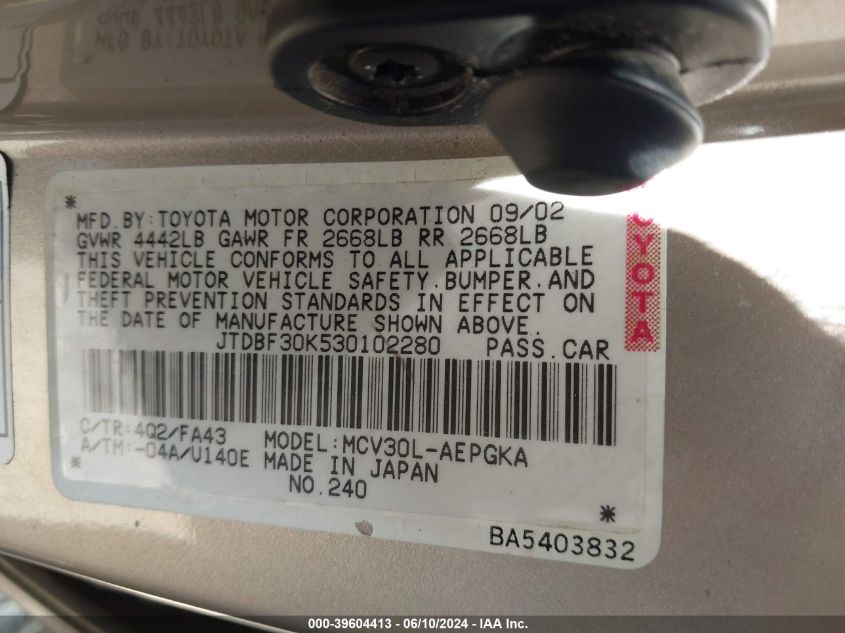 MFD.BY:TOYOTA MOTOR CORPORATION 09/02
GVWR 4442LB GAWR FR 2668LB RR 2668LB
THIS VEHICLE CONFORMS TO ALL APPLICABLE
FEDERAL MOTOR VEHICLE SAFETY.BUMPER.AND
THEFT PREVENTION STANDARDS IN EFFECT ON
THE DATE OF MANUFACTURE SHOWN ABOVE.
JTDBF30K530102280 PASS.CAR
C/TR:4Q2/FA43 MODEL:MCV30L-AEPGKA
A/TM:-04A/U140E MADE IN JAPAN
NO.240
BA5403832
000-39604413 - 06/10/2024 - IAA Inc.